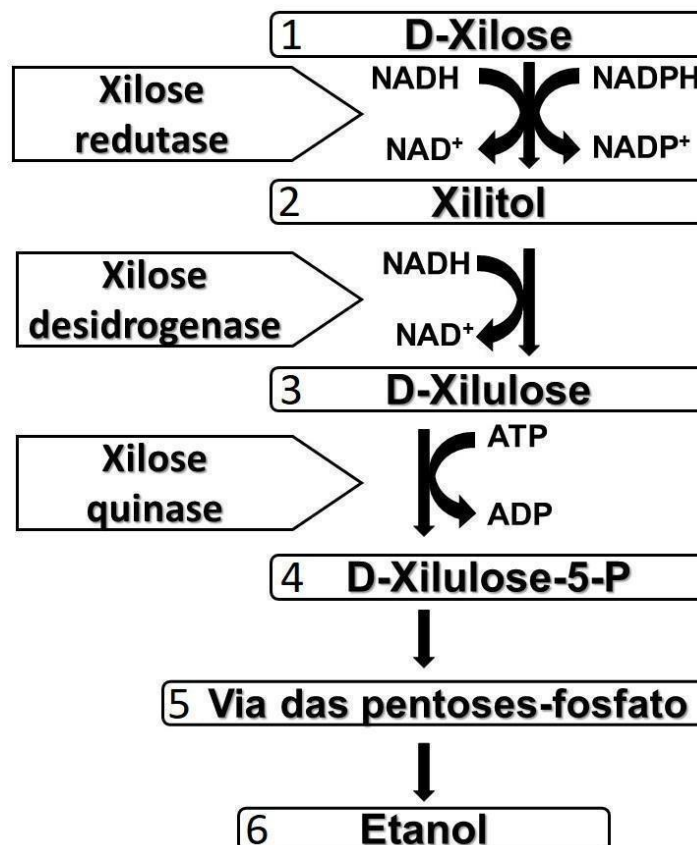 1 D-Xilose
Xilose
redutase
NADH NADPH
NAD⁺ NADP⁺
2 Xilitol
Xilose
desidrogenase
NADH
NAD⁺
3 D-Xilulose
Xilose
quinase
ATP
ADP
4 D-Xilulose-5-P
5 Via das pentoses-fosfato
6 Etanol